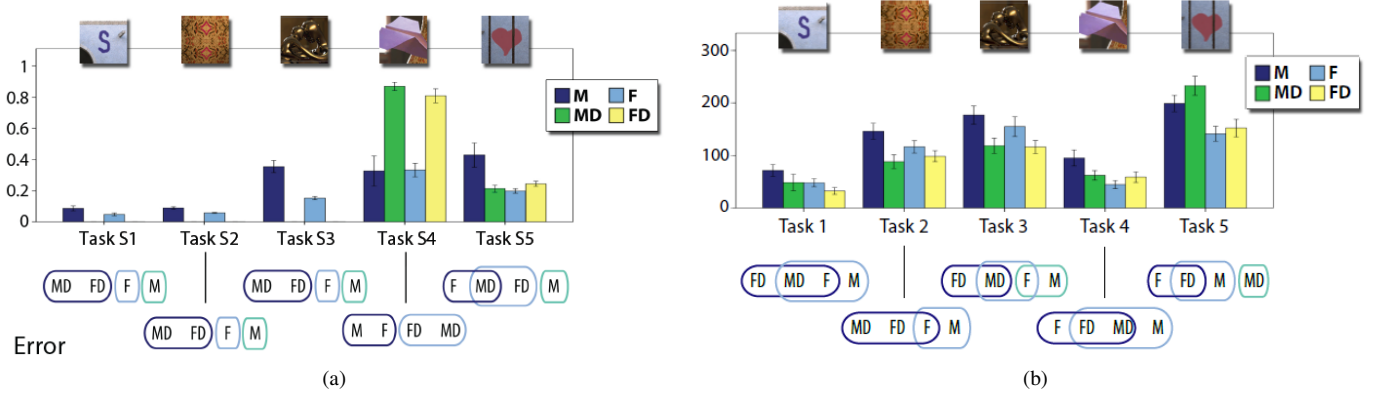 S
1
0.8
0.6
0.4
0.2
0
M F
MD FD
Task S1 Task S2 Task S3 Task S4 Task S5
MD FD F M
MD FD F M
MD FD F M
M F FD MD
F MD FD M
Error
(a)
S
300
200
100
0
M F
MD FD
Task 1 Task 2 Task 3 Task 4 Task 5
FD MD F M
MD FD F M
FD MD F M
F FD MD M
F FD M MD
(b)